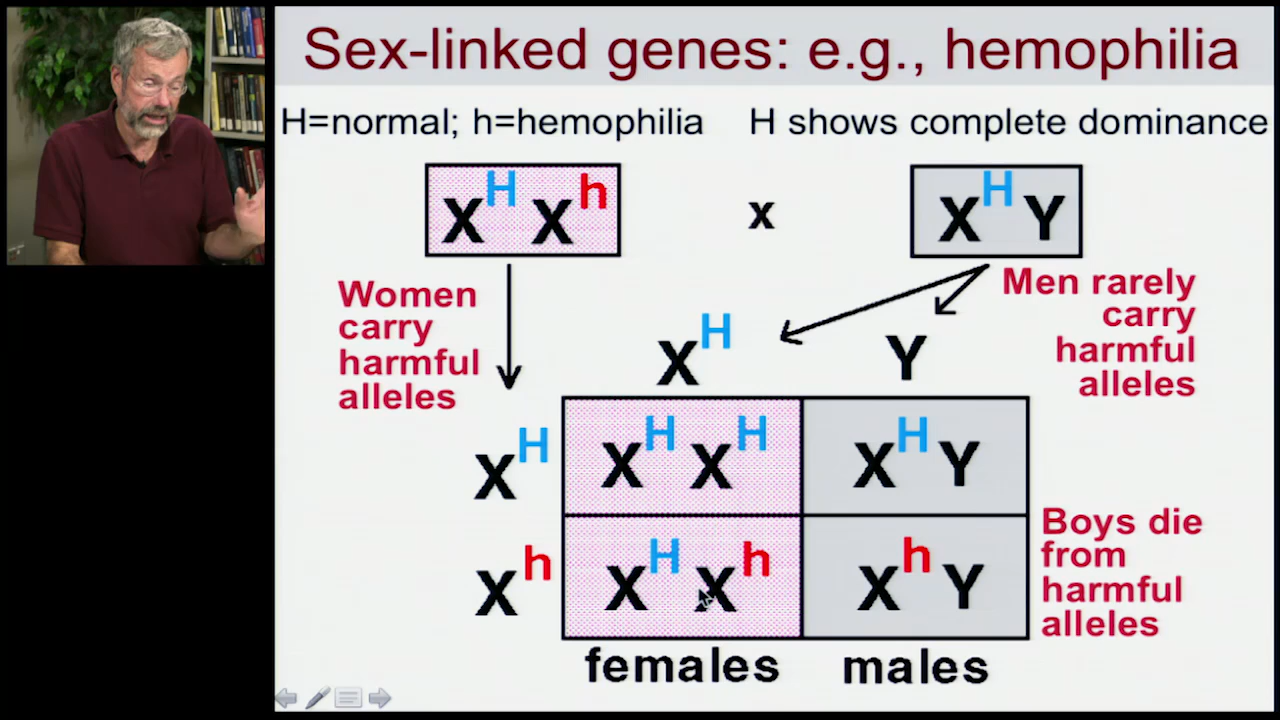 Sex-linked genes: e.g., hemophilia
H=normal; h=hemophilia H shows complete dominance
X^H X^h x X^H Y
Women
carry
harmful
alleles
Men rarely
carry
harmful
alleles
X^H Y
X^H X^H X^H X^H Y
X^h X^H X^h X^h Y
Boys die
from
harmful
alleles
females males